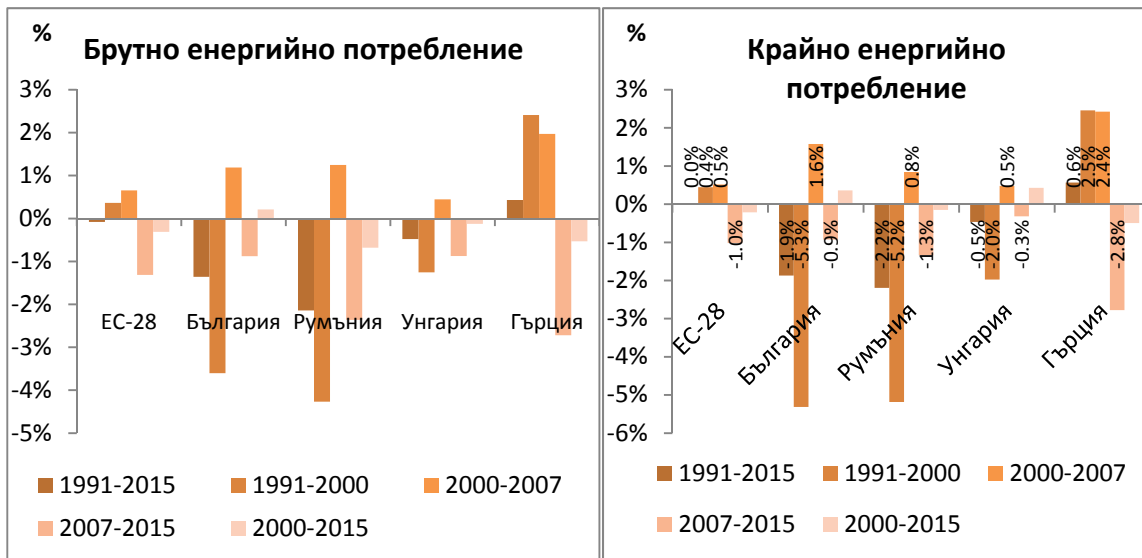 %
Брутно енергийно потребление
3%
2%
1%
0%
-1%
-2%
-3%
-4%
-5%
ЕС-28 България Румъния Унгария Гърция
1991-2015 1991-2000 2000-2007
2007-2015 2000-2015
%
Крайно енергийно
потребление
3%
2%
1%
0%
-1%
-2%
-3%
-4%
-5%
-6%
0.0% 0.4% 0.5% -1.0%
-1.9% -5.3% 1.6% -0.9%
-2.2% -5.2% 0.8% -1.3%
-0.5% -2.0% 0.5% -0.3%
0.6% 2.5% 2.4% -2.8%
ЕС-28 България Румъния Унгария Гърция
1991-2015 1991-2000 2000-2007
2007-2015 2000-2015